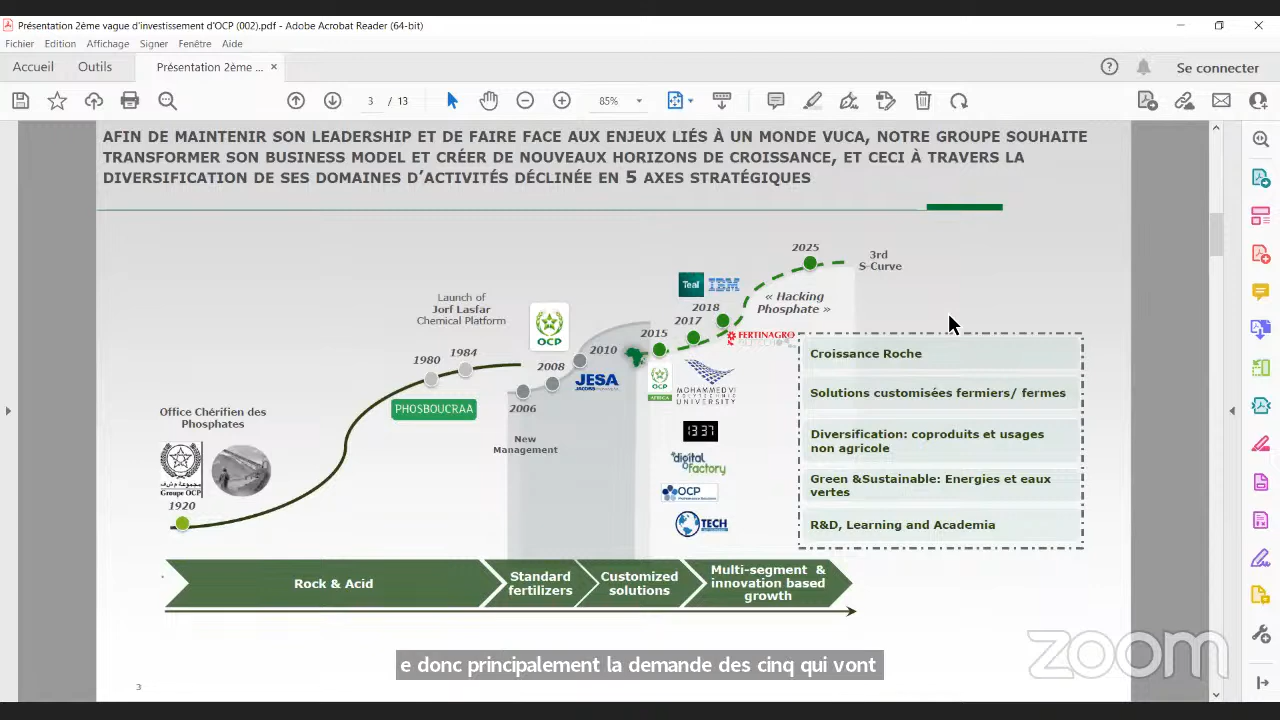 Présentation 2ème vague d'investissement d'OCP (002).pdf - Adobe Acrobat Reader (64-bit)
Fichier Edition Affichage Signer Fenêtre Aide
Accueil Outils Présentation 2ème ... × Se connecter
3 / 13 85%
AFIN DE MAINTENIR SON LEADERSHIP ET DE FAIRE FACE AUX ENJEUX LIÉS À UN MONDE VUCA, NOTRE GROUPE SOUHAITE
TRANSFORMER SON BUSINESS MODEL ET CRÉER DE NOUVEAUX HORIZONS DE CROISSANCE, ET CECI À TRAVERS LA
DIVERSIFICATION DE SES DOMAINES D'ACTIVITÉS DÉCLINÉE EN 5 AXES STRATÉGIQUES
Office Chérifien des
Phosphates
Groupe OCP
1920
1980
1984
PHOSBOUCRAA
Launch of
Jorf Lasfar
Chemical Platform
OCP
2006
New
Management
2008
2010
JESA
2015
2017
2018
Teal IBM
OCP
AFRICA
MOHAMMED VI
POLYTECHNIC
UNIVERSITY
1337
digital
factory
OCP
TECH
FERTINAGRO
« Hacking
Phosphate »
2025
3rd
S-Curve
Croissance Roche
Solutions customisées fermiers/ fermes
Diversification: coproduits et usages
non agricole
Green &Sustainable: Energies et eaux
vertes
R&D, Learning and Academia
Rock & Acid
Standard
fertilizers
Customized
solutions
Multi-segment &
innovation based
growth
zoom
e donc principalement la demande des cinq qui vont
3